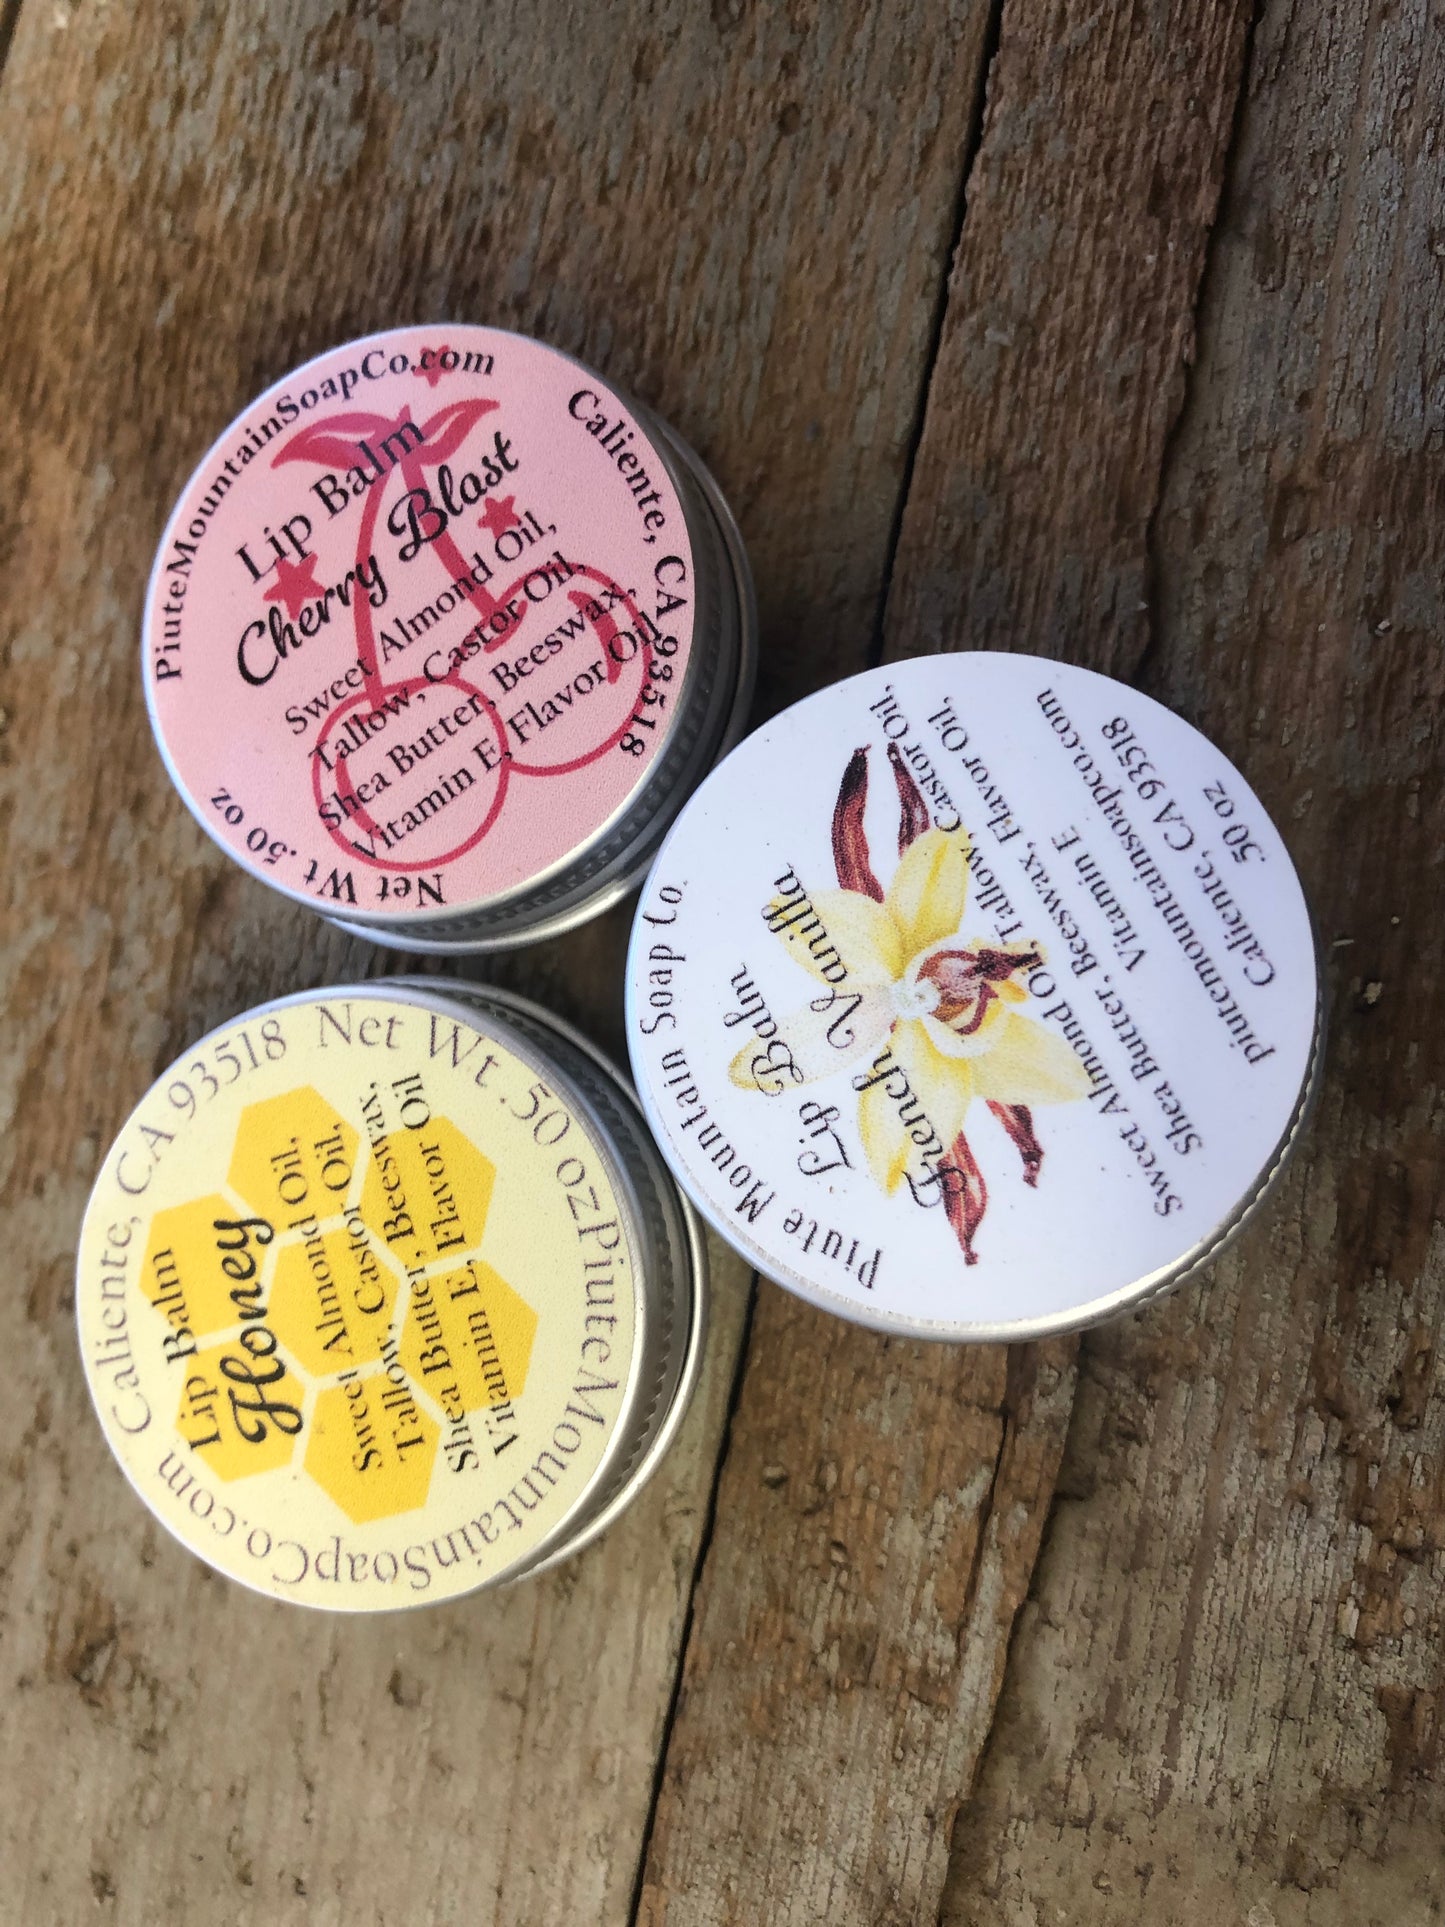 PiuteMountainSoapCo.com
Lip Balm
Cherry Blast
Sweet Almond Oil,
Tallow, Castor Oil,
Shea Butter, Beeswax,
Vitamin E, Flavor Oil
Caliente, CA 93518
Net Wt .50 oz
Piute Mountain Soap Co.
Lip Balm
French Vanilla
Sweet Almond Oil, Tallow, Castor Oil,
Shea Butter, Beeswax, Flavor Oil,
Vitamin E
piutemountainsoapco.com
Caliente, CA 93518
.50 oz
Caliente, CA 93518 Net Wt .50 oz
Lip Balm
Honey
Sweet Almond Oil,
Tallow, Castor Oil,
Shea Butter, Beeswax,
Vitamin E, Flavor Oil
PiuteMountainSoapCo.com